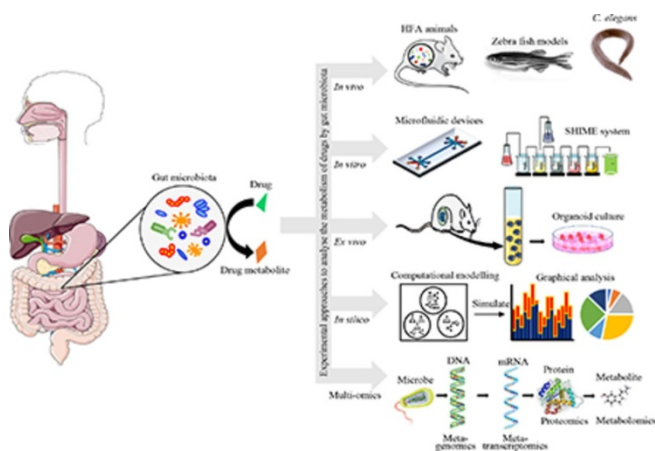 HFA animals
Zebra fish models
C. elegans
In vivo
Microfluidic devices
SHIME system
In vitro
Gut microbiota
Drug
Drug metabolite
Experimental approaches to analyse the metabolism of drugs by gut microbiota
Ex vivo
Organoid culture
Computational modelling
Graphical analysis
Simulate
In silico
DNA
mRNA
Protein
Microbe
Metabolite
Multi-omics
Meta-
genomics
Meta-
transcriptomics
Proteomics
Metabolomics